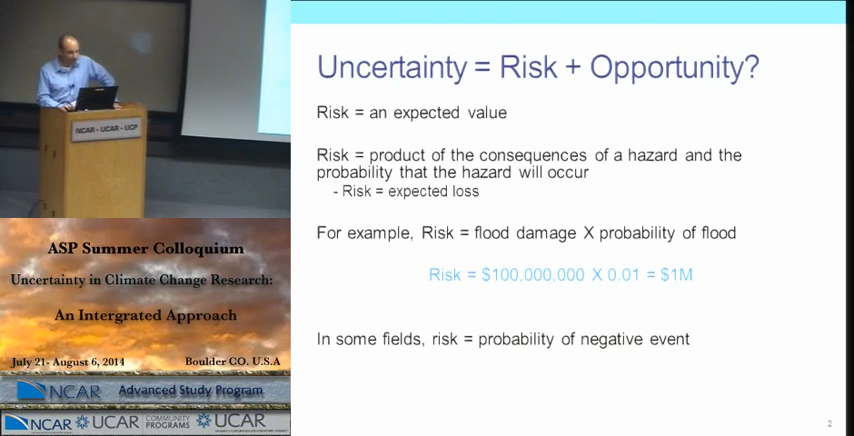 NCAR - UCAR - UCP
ASP Summer Colloquium
Uncertainty in Climate Change Research:
An Intergrated Approach
July 21- August 6, 2014 Boulder CO. U.S.A
NCAR Advanced Study Program
NCAR UCAR COMMUNITY PROGRAMS UCAR
Uncertainty = Risk + Opportunity?
Risk = an expected value
Risk = product of the consequences of a hazard and the
probability that the hazard will occur
- Risk = expected loss
For example, Risk = flood damage X probability of flood
Risk = $100,000,000 X 0.01 = $1M
In some fields, risk = probability of negative event
2